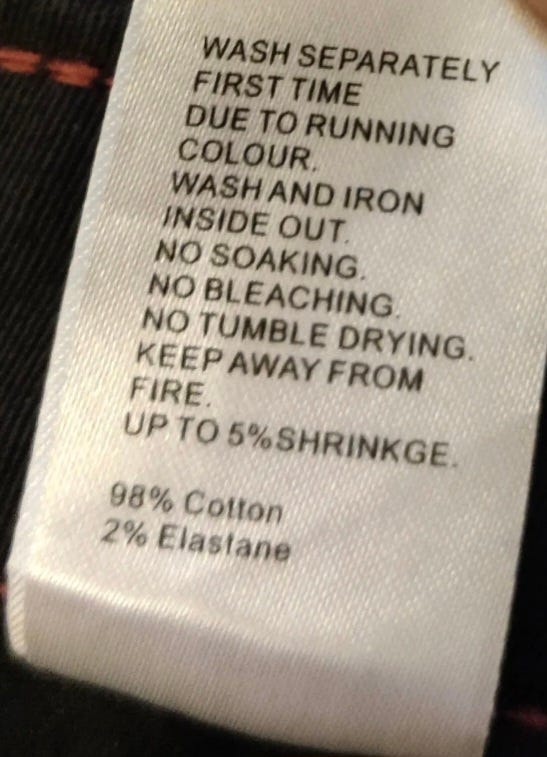 WASH SEPARATELY
FIRST TIME
DUE TO RUNNING
COLOUR.
WASH AND IRON
INSIDE OUT.
NO SOAKING.
NO BLEACHING.
NO TUMBLE DRYING.
KEEP AWAY FROM
FIRE.
UP TO 5%SHRINKGE.
98% Cotton
2% Elastane